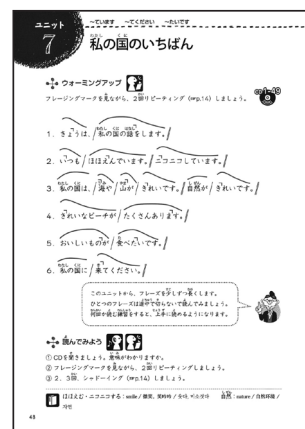 ~ています ~てください ~たいです
ユニット
7
私の国のいちばん
ウォーミングアップ
CD1-49
フレージングマークを見ながら、2回リピーティング(☞p.14)しましょう。
1. きょうは、/私の国の話をします。//
2. いつも/ほほえんでいます。/ニコニコしています。//
3. 私の国は、/海や/山が/きれいです。/自然が/きれいです。//
4. きれいなビーチが/たくさんあります。//
5. おいしいものが/食べたいです。//
6. 私の国に/来てください。//
このユニットから、フレーズを少しずつ長くします。
ひとつのフレーズは途中で切らないで読んでみましょう。
何回か読む練習をすると、上手に読めるようになります。
読んでみよう
① CDを聞きましょう。意味がわかりますか。
② フレージングマークを見ながら、2回リピーティングしましょう。
③ 2、3回、シャドーイング(☞p.14)しましょう。
ほほえむ・ニコニコする:smile / 微笑、笑眯眯 /
自然:nature / 自然环境 /
자연
48